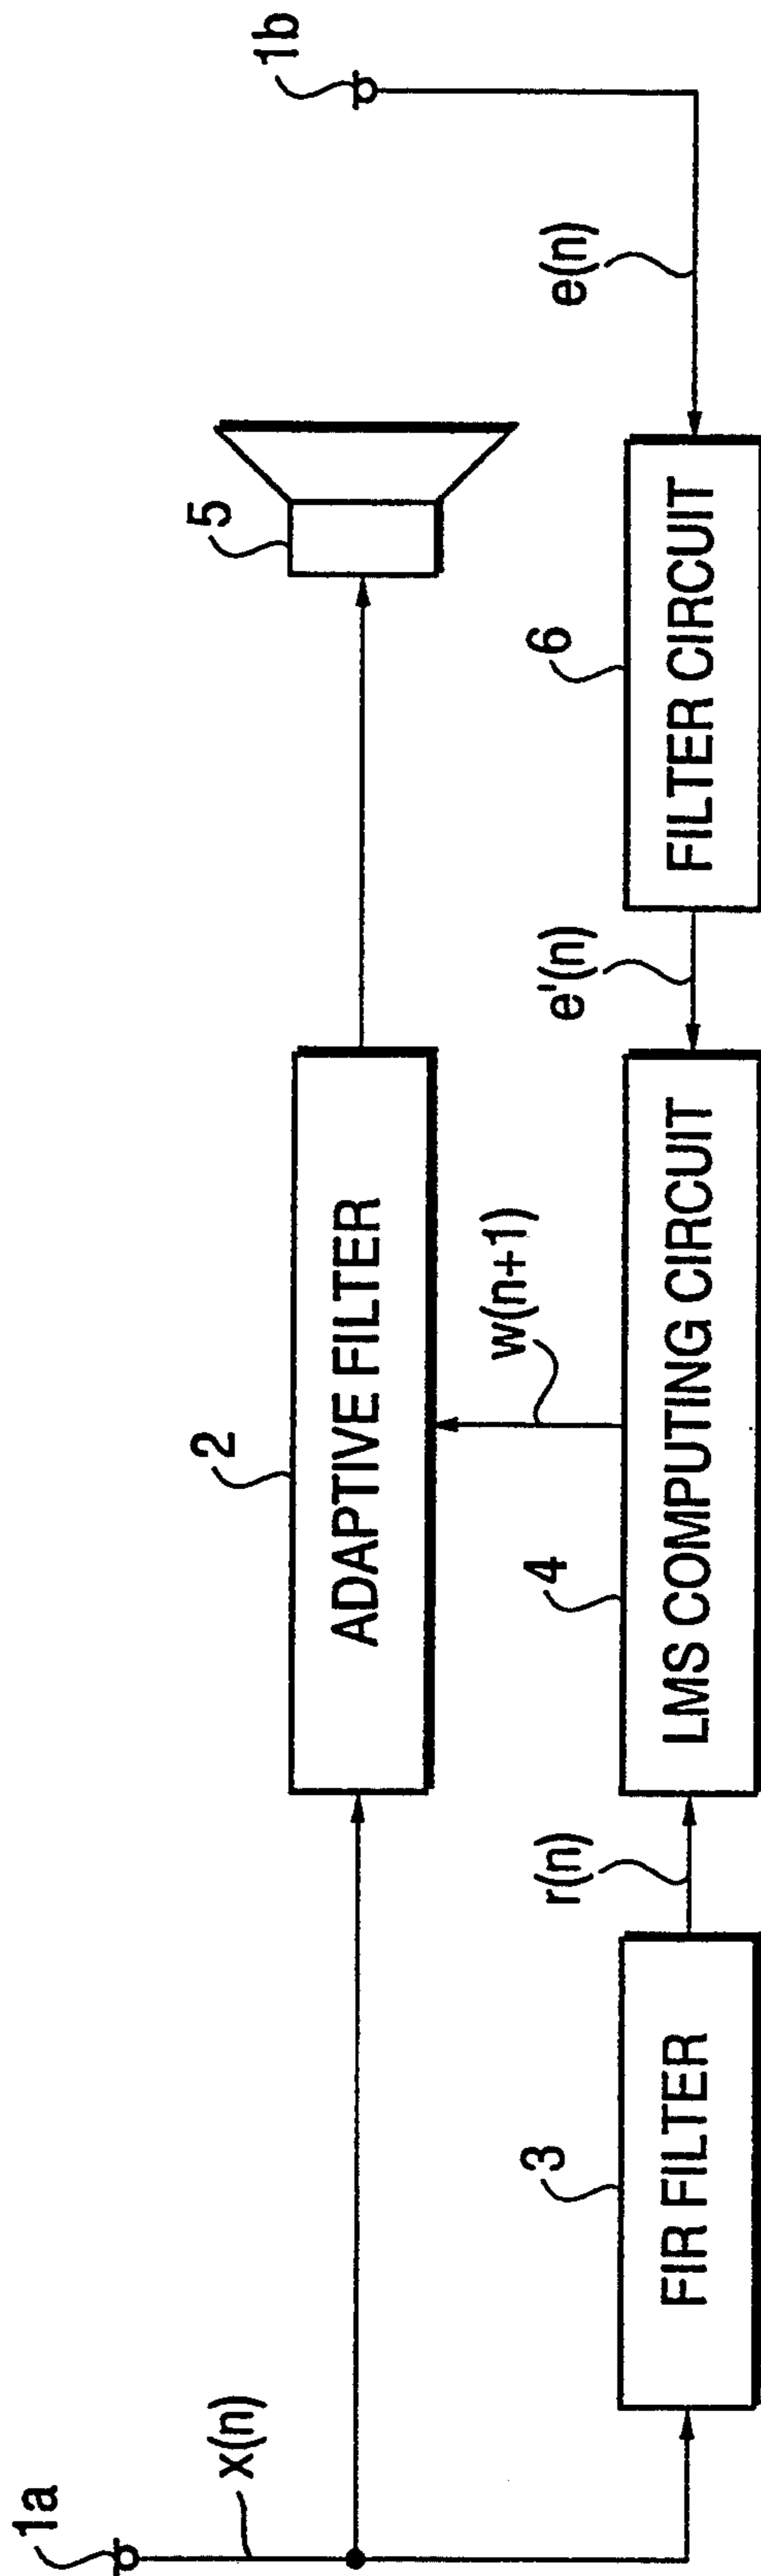 1a
x(n)
2
ADAPTIVE FILTER
5
1b
3
FIR FILTER
r(n)
4
LMS COMPUTING CIRCUIT
w(n+1)
e'(n)
6
FILTER CIRCUIT
e(n)